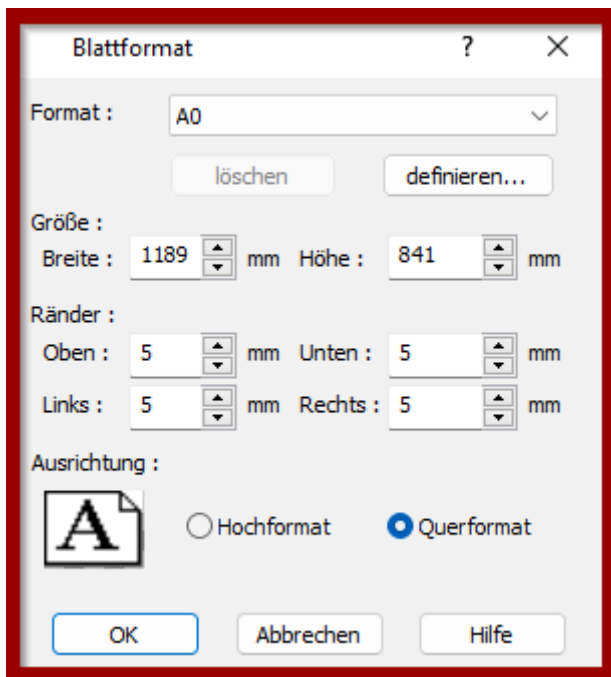 Blattformat ?
Format : A0
löschen definieren...
Größe :
Breite : 1189 mm Höhe : 841 mm
Ränder :
Oben : 5 mm Unten : 5 mm
Links : 5 mm Rechts : 5 mm
Ausrichtung :
A Hochformat Querformat
OK Abbrechen Hilfe